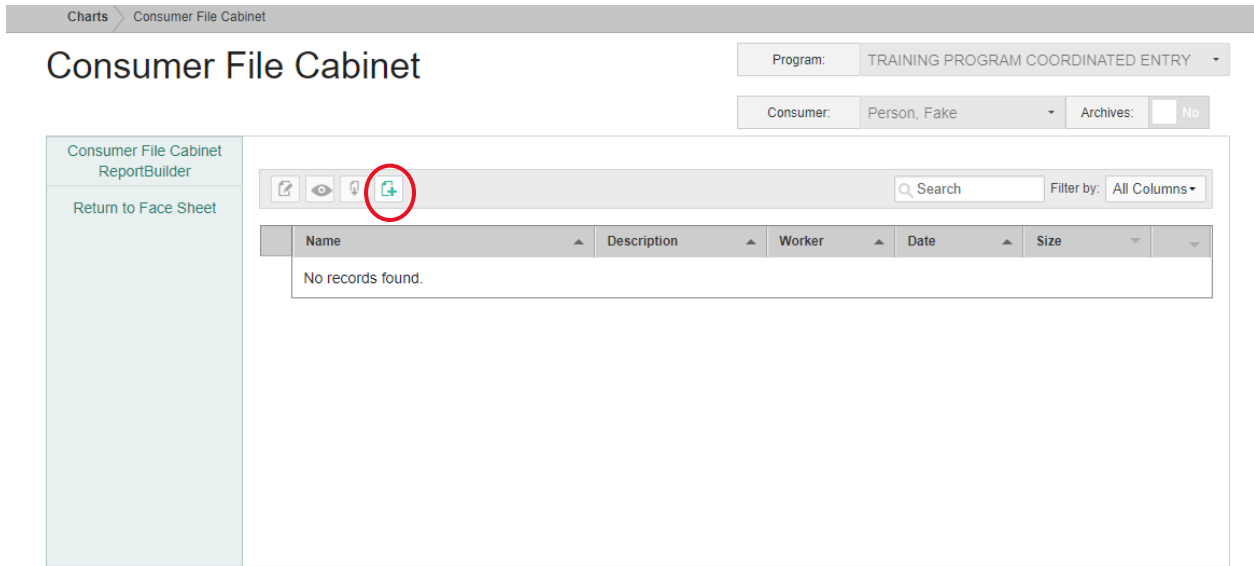 Charts Consumer File Cabinet
Consumer File Cabinet
Program: TRAINING PROGRAM COORDINATED ENTRY
Consumer: Person, Fake Archives: No
Consumer File Cabinet
ReportBuilder
Return to Face Sheet
Search Filter by: All Columns
Name Description Worker Date Size
No records found.